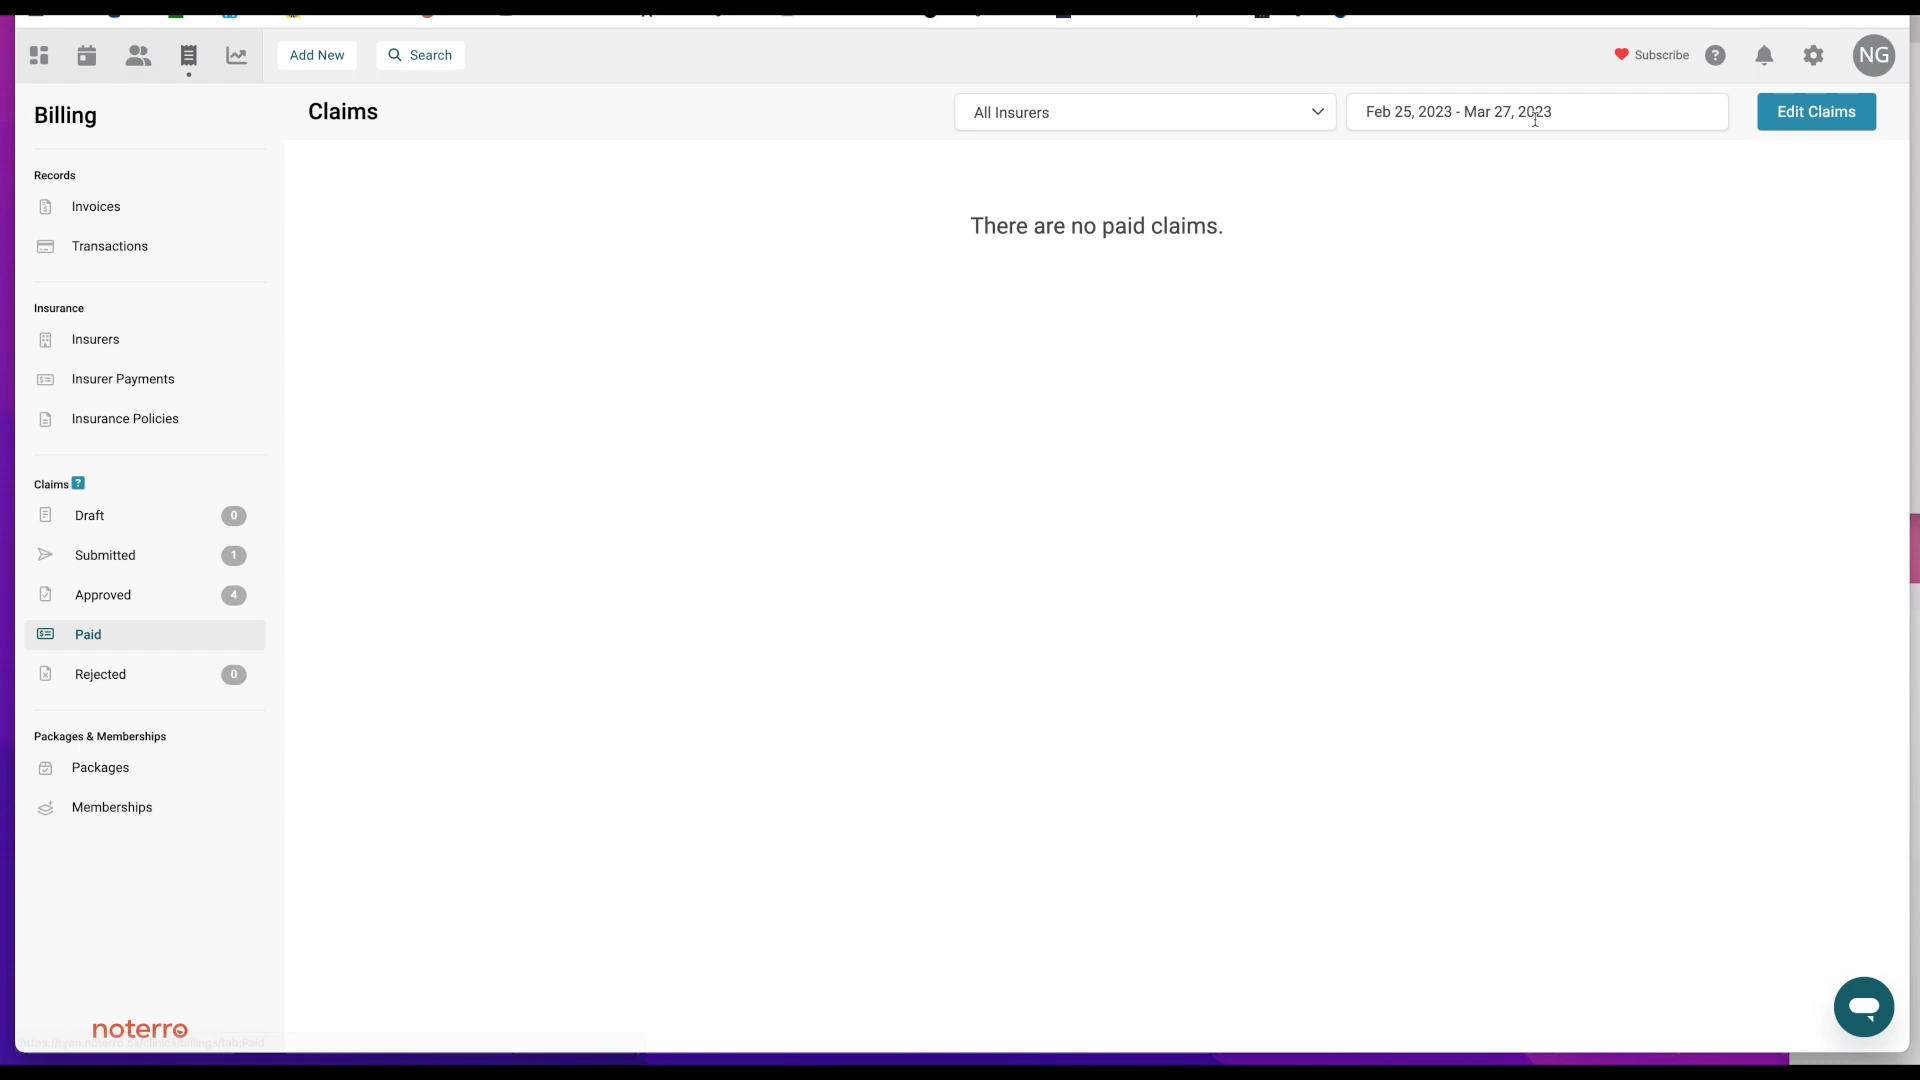 Add New
Search
Subscribe
NG
Billing
Claims
All Insurers
Feb 25, 2023 - Mar 27, 2023
Edit Claims
Records
Invoices
Transactions
There are no paid claims.
Insurance
Insurers
Insurer Payments
Insurance Policies
Claims ?
Draft 0
Submitted 1
Approved 4
Paid
Rejected 0
Packages & Memberships
Packages
Memberships
noterro